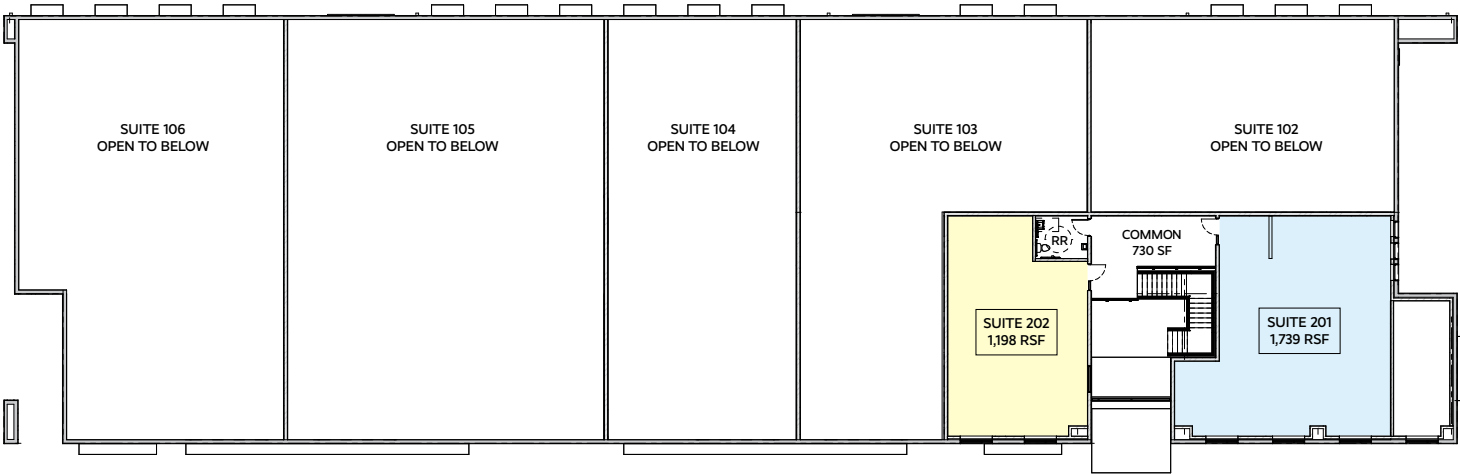 SUITE 106
OPEN TO BELOW
SUITE 105
OPEN TO BELOW
SUITE 104
OPEN TO BELOW
SUITE 103
OPEN TO BELOW
SUITE 102
OPEN TO BELOW
RR
COMMON
730 SF
SUITE 202
1,198 RSF
SUITE 201
1,739 RSF